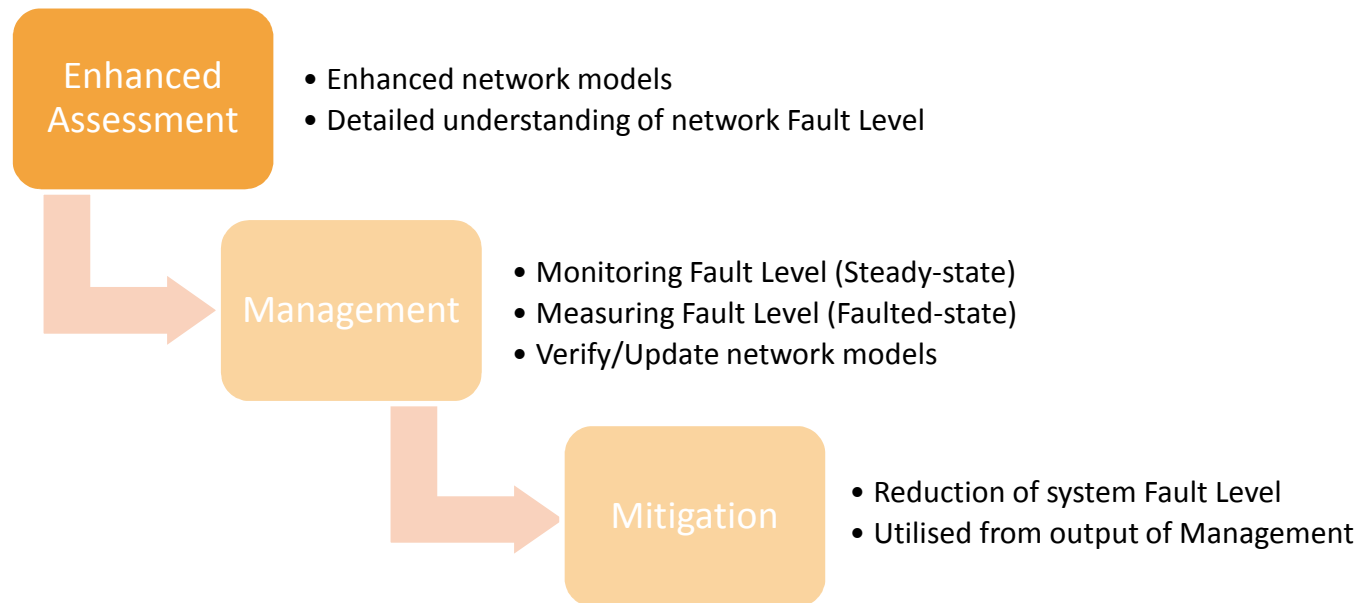 Enhanced
Assessment
• Enhanced network models
• Detailed understanding of network Fault Level
Management
• Monitoring Fault Level (Steady-state)
• Measuring Fault Level (Faulted-state)
• Verify/Update network models
Mitigation
• Reduction of system Fault Level
• Utilised from output of Management